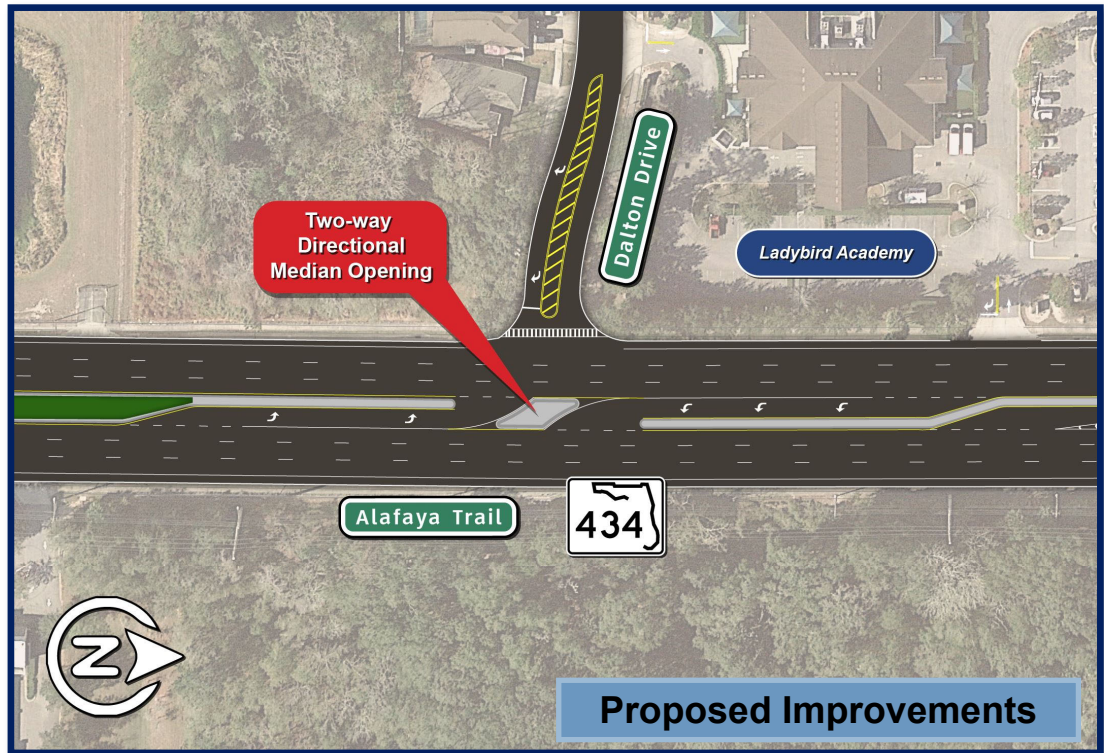 Dalton Drive
Two-way
Directional
Median Opening
Ladybird Academy
Alafaya Trail
434
N
Proposed Improvements